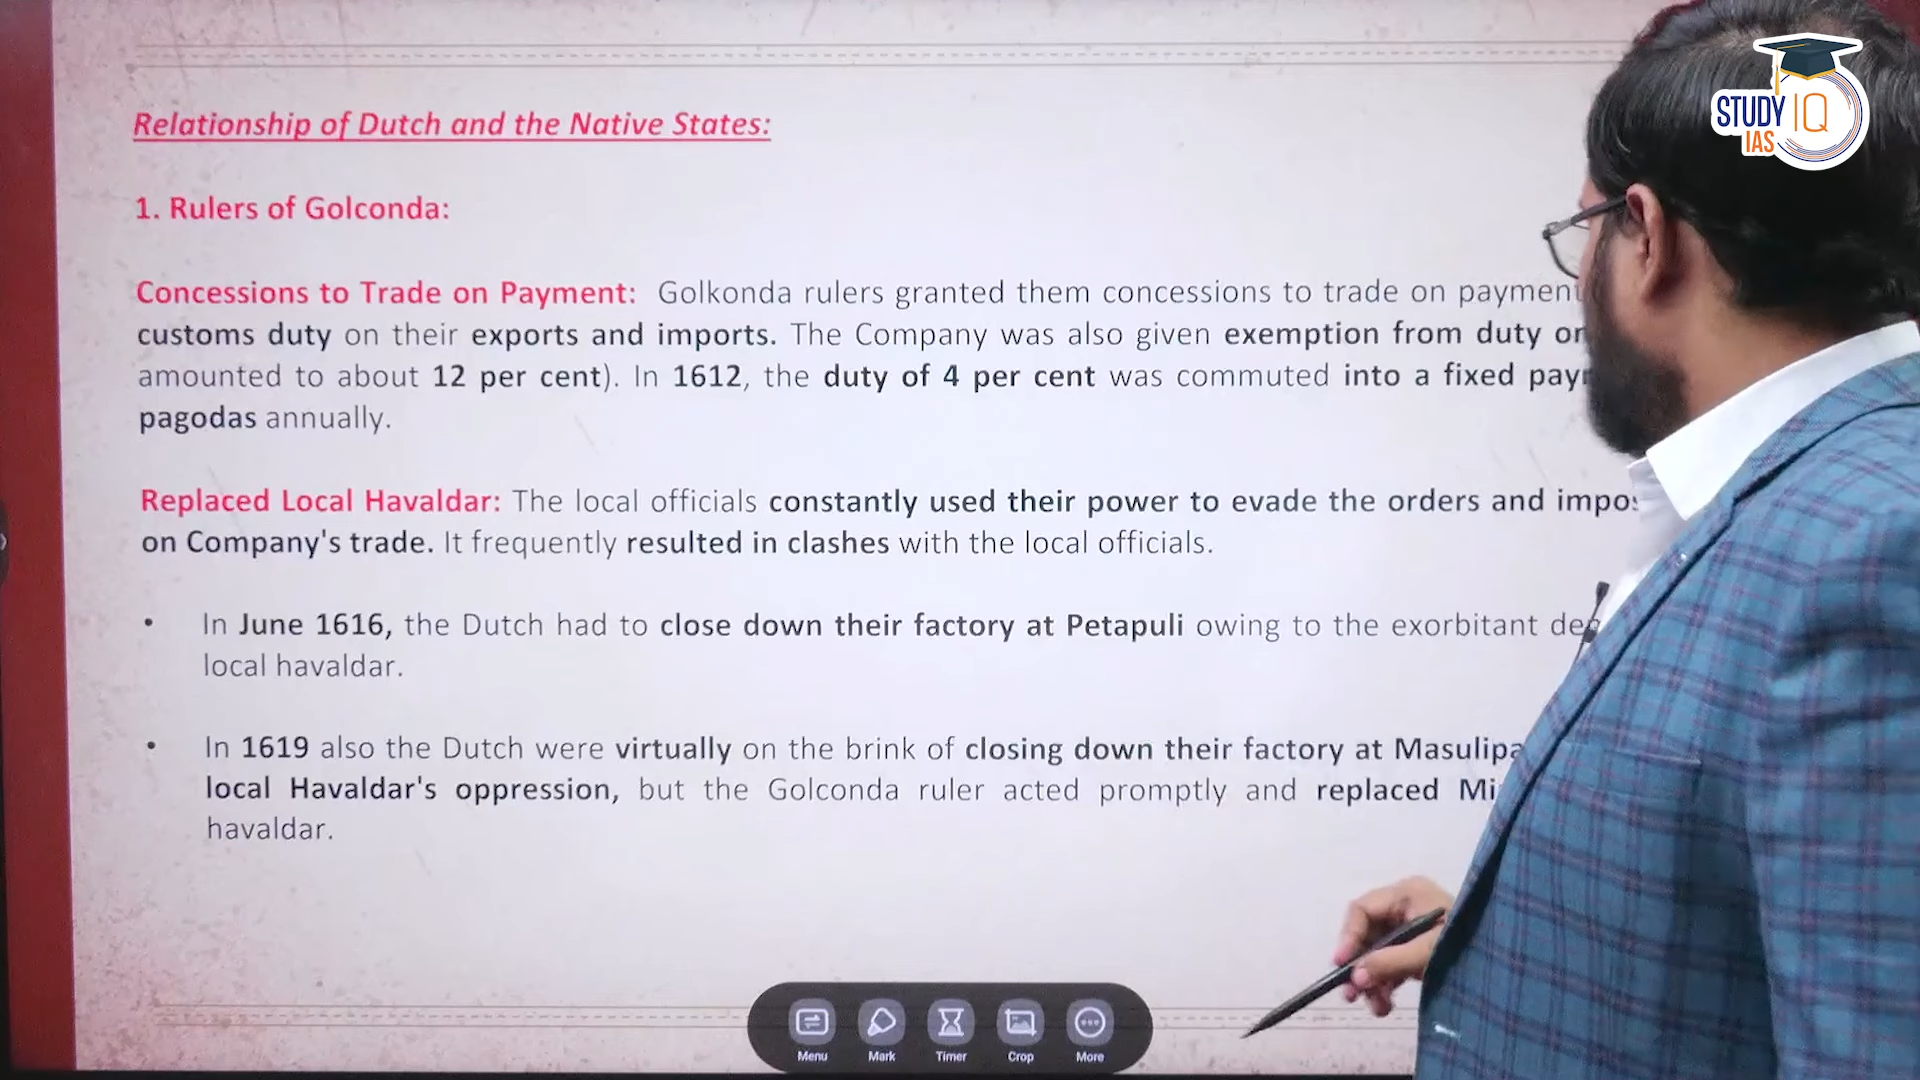 Relationship of Dutch and the Native States:
1. Rulers of Golconda:
Concessions to Trade on Payment: Golkonda rulers granted them concessions to trade on payment
customs duty on their exports and imports. The Company was also given exemption from duty on
amounted to about 12 per cent). In 1612, the duty of 4 per cent was commuted into a fixed
pagodas annually.
Replaced Local Havaldar: The local officials constantly used their power to evade the orders and
on Company's trade. It frequently resulted in clashes with the local officials.
• In June 1616, the Dutch had to close down their factory at Petapuli owing to the exorbitant
local havaldar.
• In 1619 also the Dutch were virtually on the brink of closing down their factory at
local Havaldar's oppression, but the Golconda ruler acted promptly and replaced
havaldar.
STUDY IQ
IAS
Menu Mark Timer Crop More